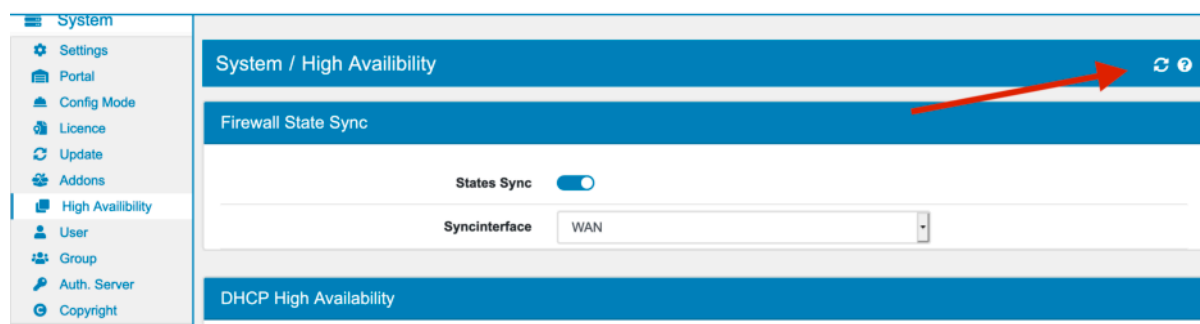 System
Settings
Portal
Config Mode
Licence
Update
Addons
High Availibility
User
Group
Auth. Server
Copyright
System / High Availibility
Firewall State Sync
States Sync
Syncinterface WAN
DHCP High Availability